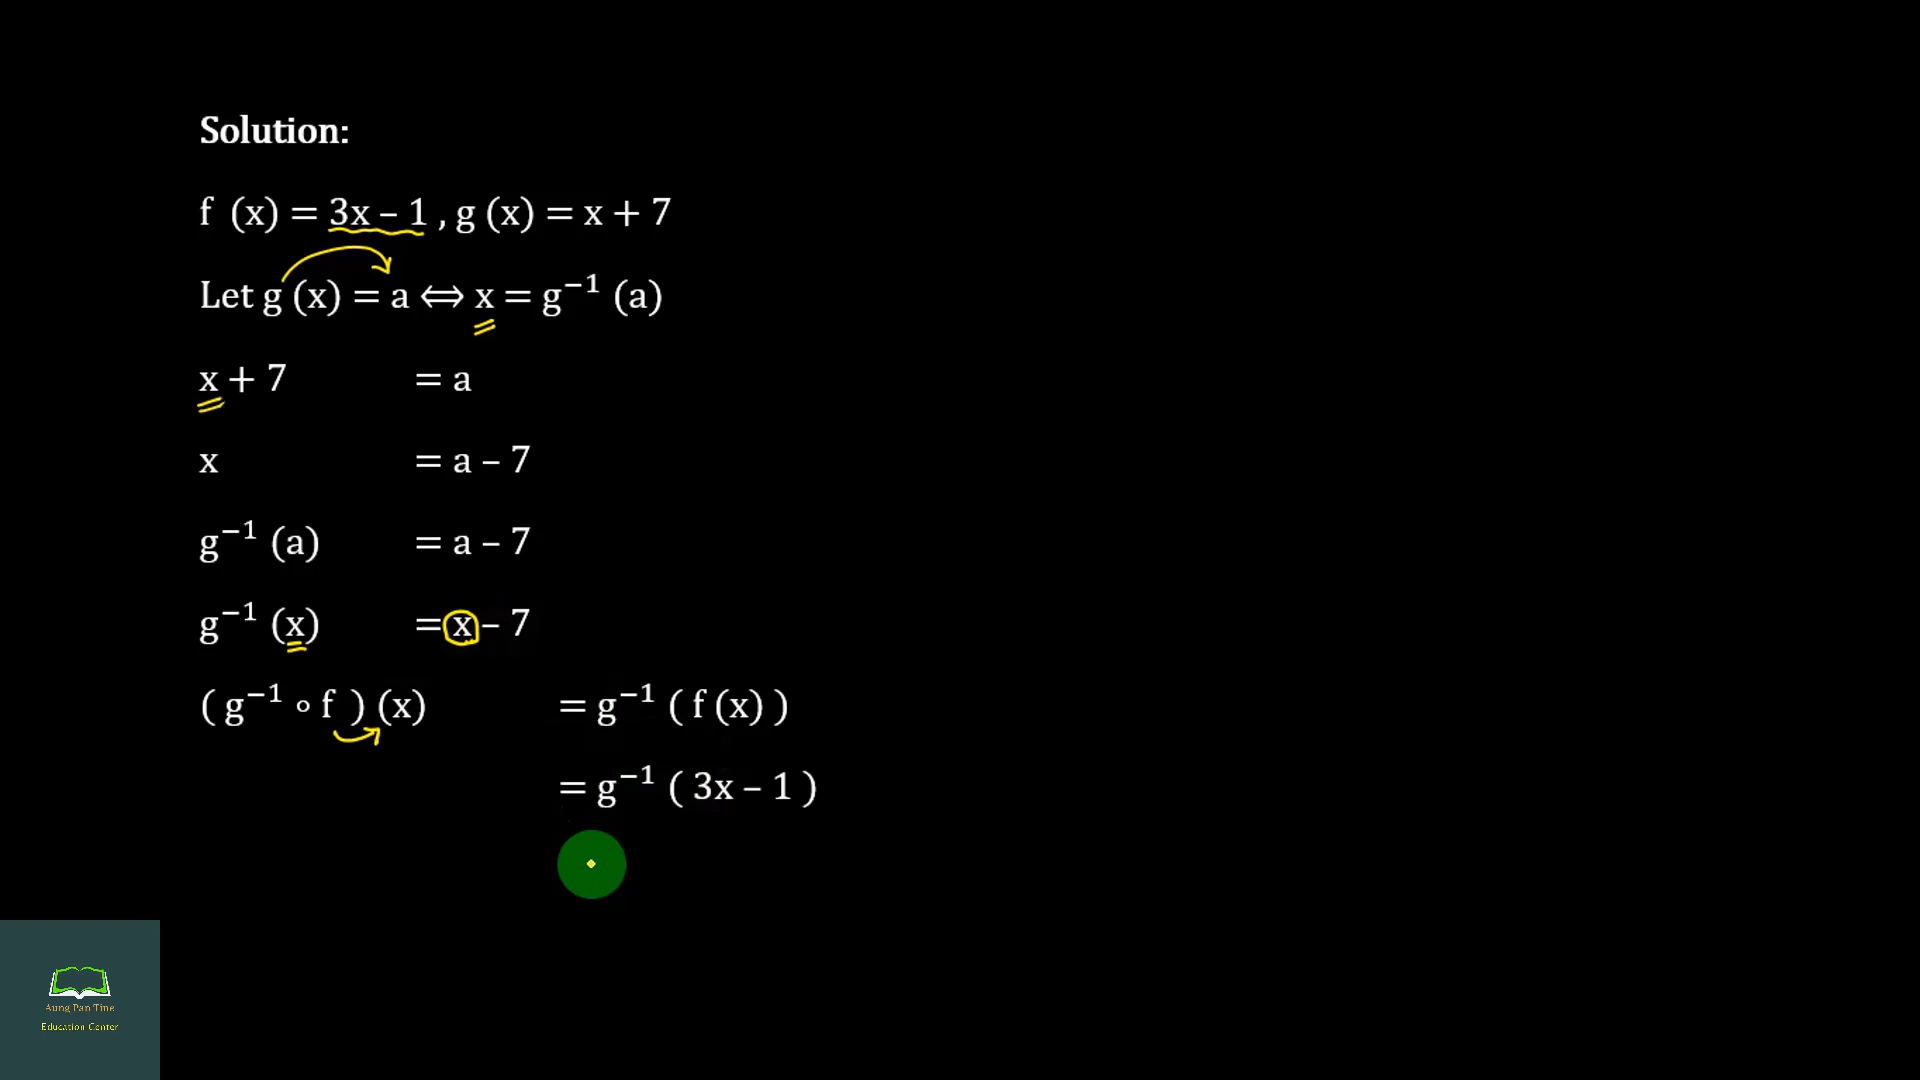 Solution:
f (x) = 3x – 1 , g (x) = x + 7
Let g (x) = a ⇔ x = g⁻¹ (a)
x + 7 = a
x = a – 7
g⁻¹ (a) = a – 7
g⁻¹ (x) = x – 7
( g⁻¹ ∘ f ) (x) = g⁻¹ ( f (x) )
= g⁻¹ ( 3x – 1 )
Aung Pan Tine
Education Center